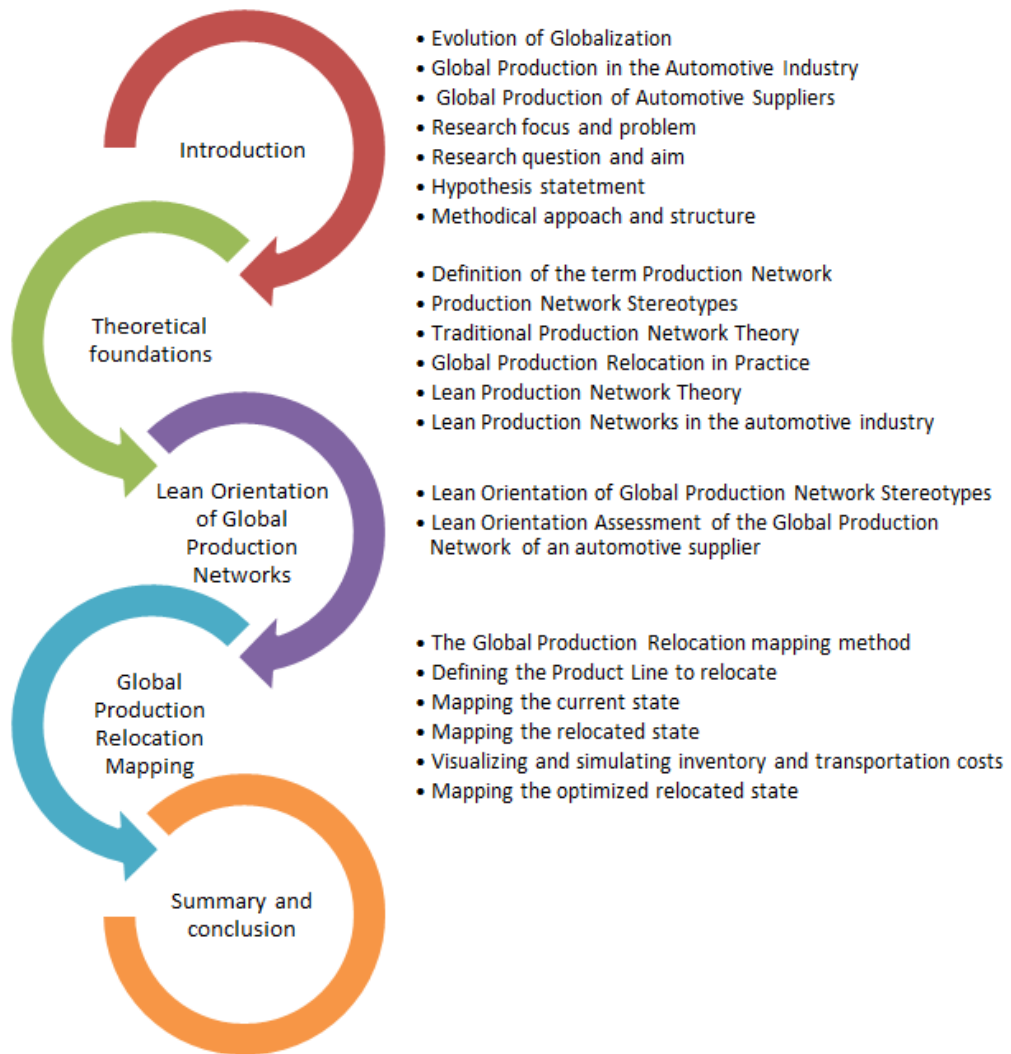 Introduction
• Evolution of Globalization
• Global Production in the Automotive Industry
• Global Production of Automotive Suppliers
• Research focus and problem
• Research question and aim
• Hypothesis statetment
• Methodical appoach and structure
Theoretical
foundations
• Definition of the term Production Network
• Production Network Stereotypes
• Traditional Production Network Theory
• Global Production Relocation in Practice
• Lean Production Network Theory
• Lean Production Networks in the automotive industry
Lean Orientation
of Global
Production
Networks
• Lean Orientation of Global Production Network Stereotypes
• Lean Orientation Assessment of the Global Production
Network of an automotive supplier
Global
Production
Relocation
Mapping
• The Global Production Relocation mapping method
• Defining the Product Line to relocate
• Mapping the current state
• Mapping the relocated state
• Visualizing and simulating inventory and transportation costs
• Mapping the optimized relocated state
Summary and
conclusion